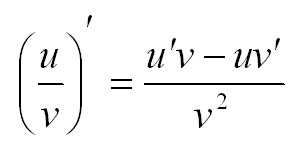 (u/v)′ = (u′v − uv′)/v²